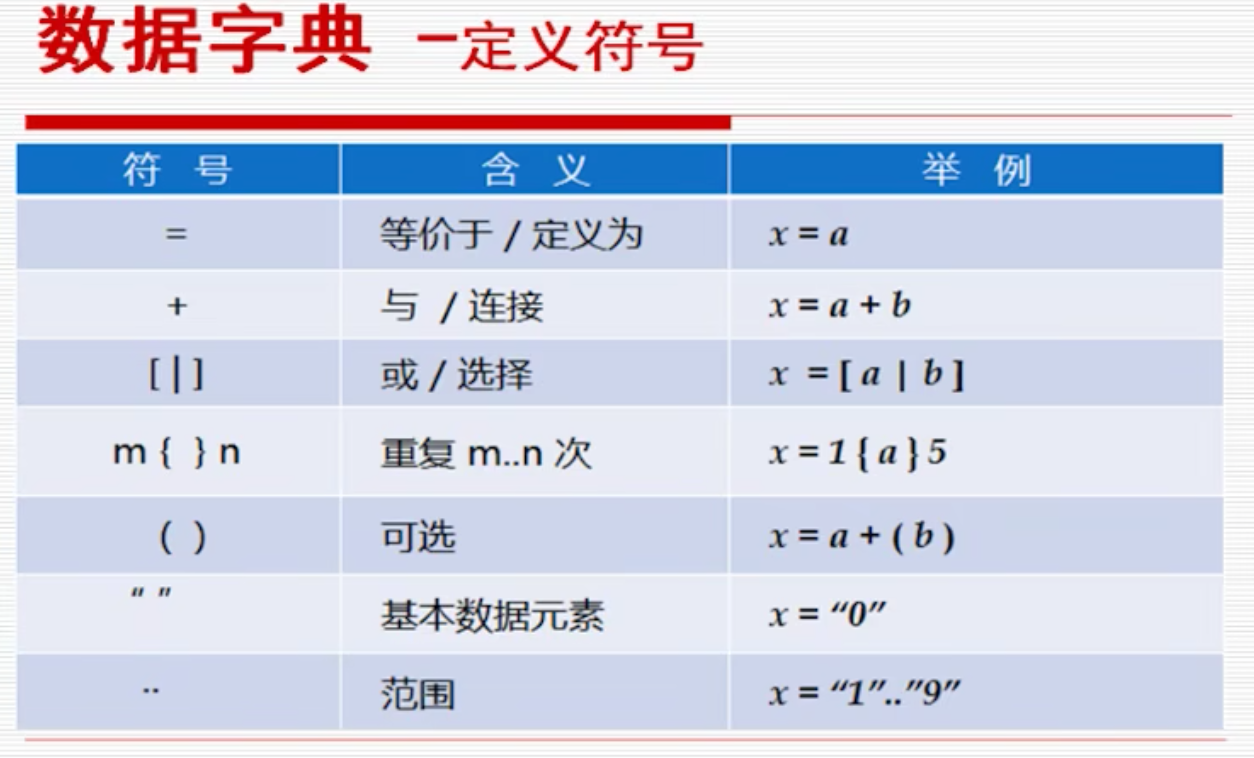 数据字典 －定义符号
符 号 含 义 举 例
= 等价于 / 定义为 x = a
+ 与 / 连接 x = a + b
[ | ] 或 / 选择 x = [ a | b ]
m { } n 重复 m..n 次 x = 1 { a } 5
( ) 可选 x = a + ( b )
“ ” 基本数据元素 x = “0”
.. 范围 x = “1”..”9”